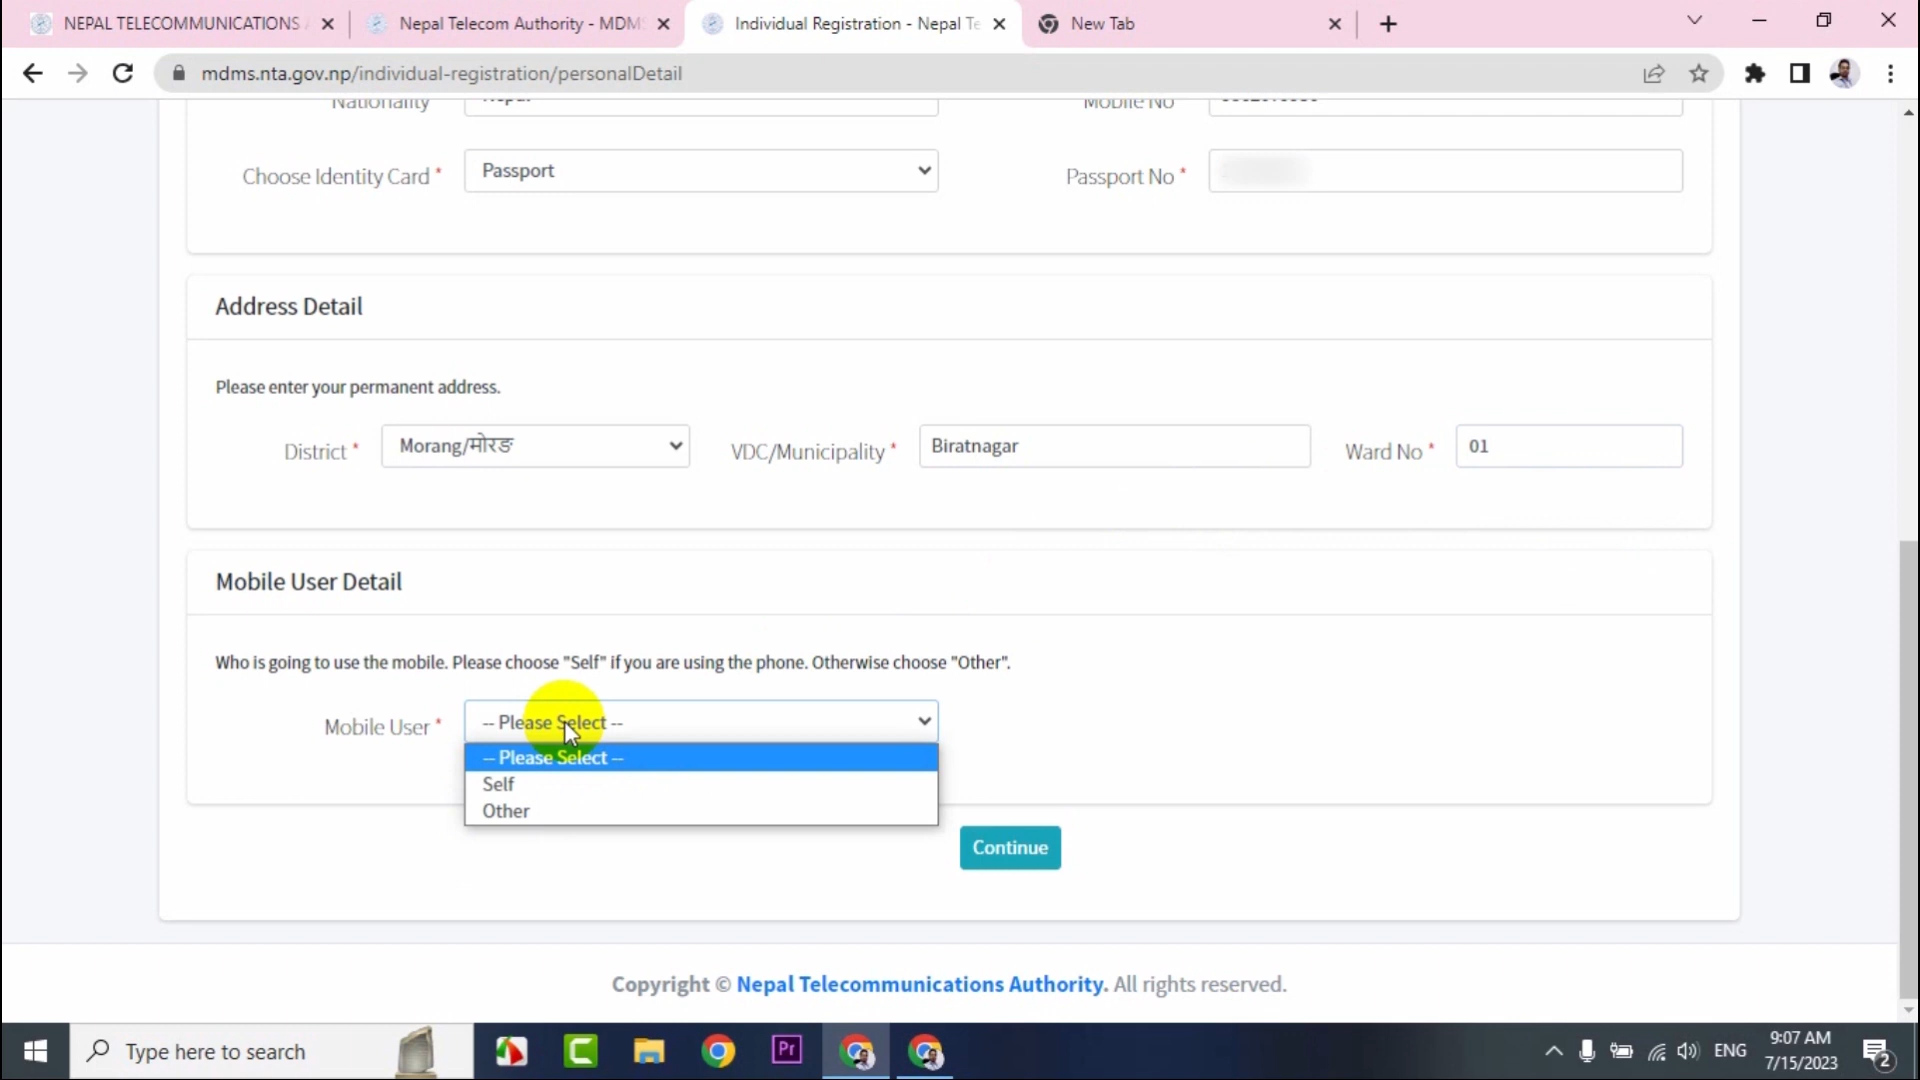 NEPAL TELECOMMUNICATIONS
Nepal Telecom Authority - MDMS
Individual Registration - Nepal Te
New Tab
mdms.nta.gov.np/individual-registration/personalDetail
Nationality Nepal Mobile No
Choose Identity Card * Passport Passport No *
Address Detail
Please enter your permanent address.
District * Morang/मोरङ VDC/Municipality * Biratnagar Ward No * 01
Mobile User Detail
Who is going to use the mobile. Please choose "Self" if you are using the phone. Otherwise choose "Other".
Mobile User * -- Please Select --
-- Please Select --
Self
Other
Continue
Copyright © Nepal Telecommunications Authority. All rights reserved.
Type here to search
Pr
ENG
9:07 AM
7/15/2023
2